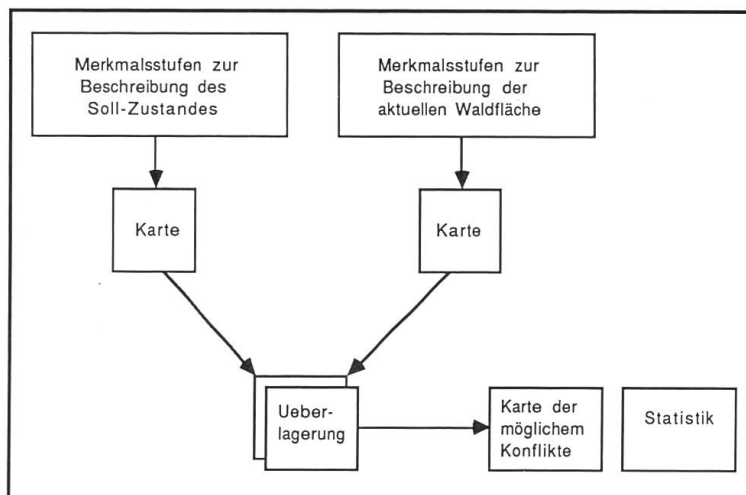 Merkmalsstufen zur
Beschreibung des
Soll-Zustandes
Merkmalsstufen zur
Beschreibung der
aktuellen Waldfläche
Karte
Karte
Ueber-
lagerung
Karte der
möglichem
Konflikte
Statistik